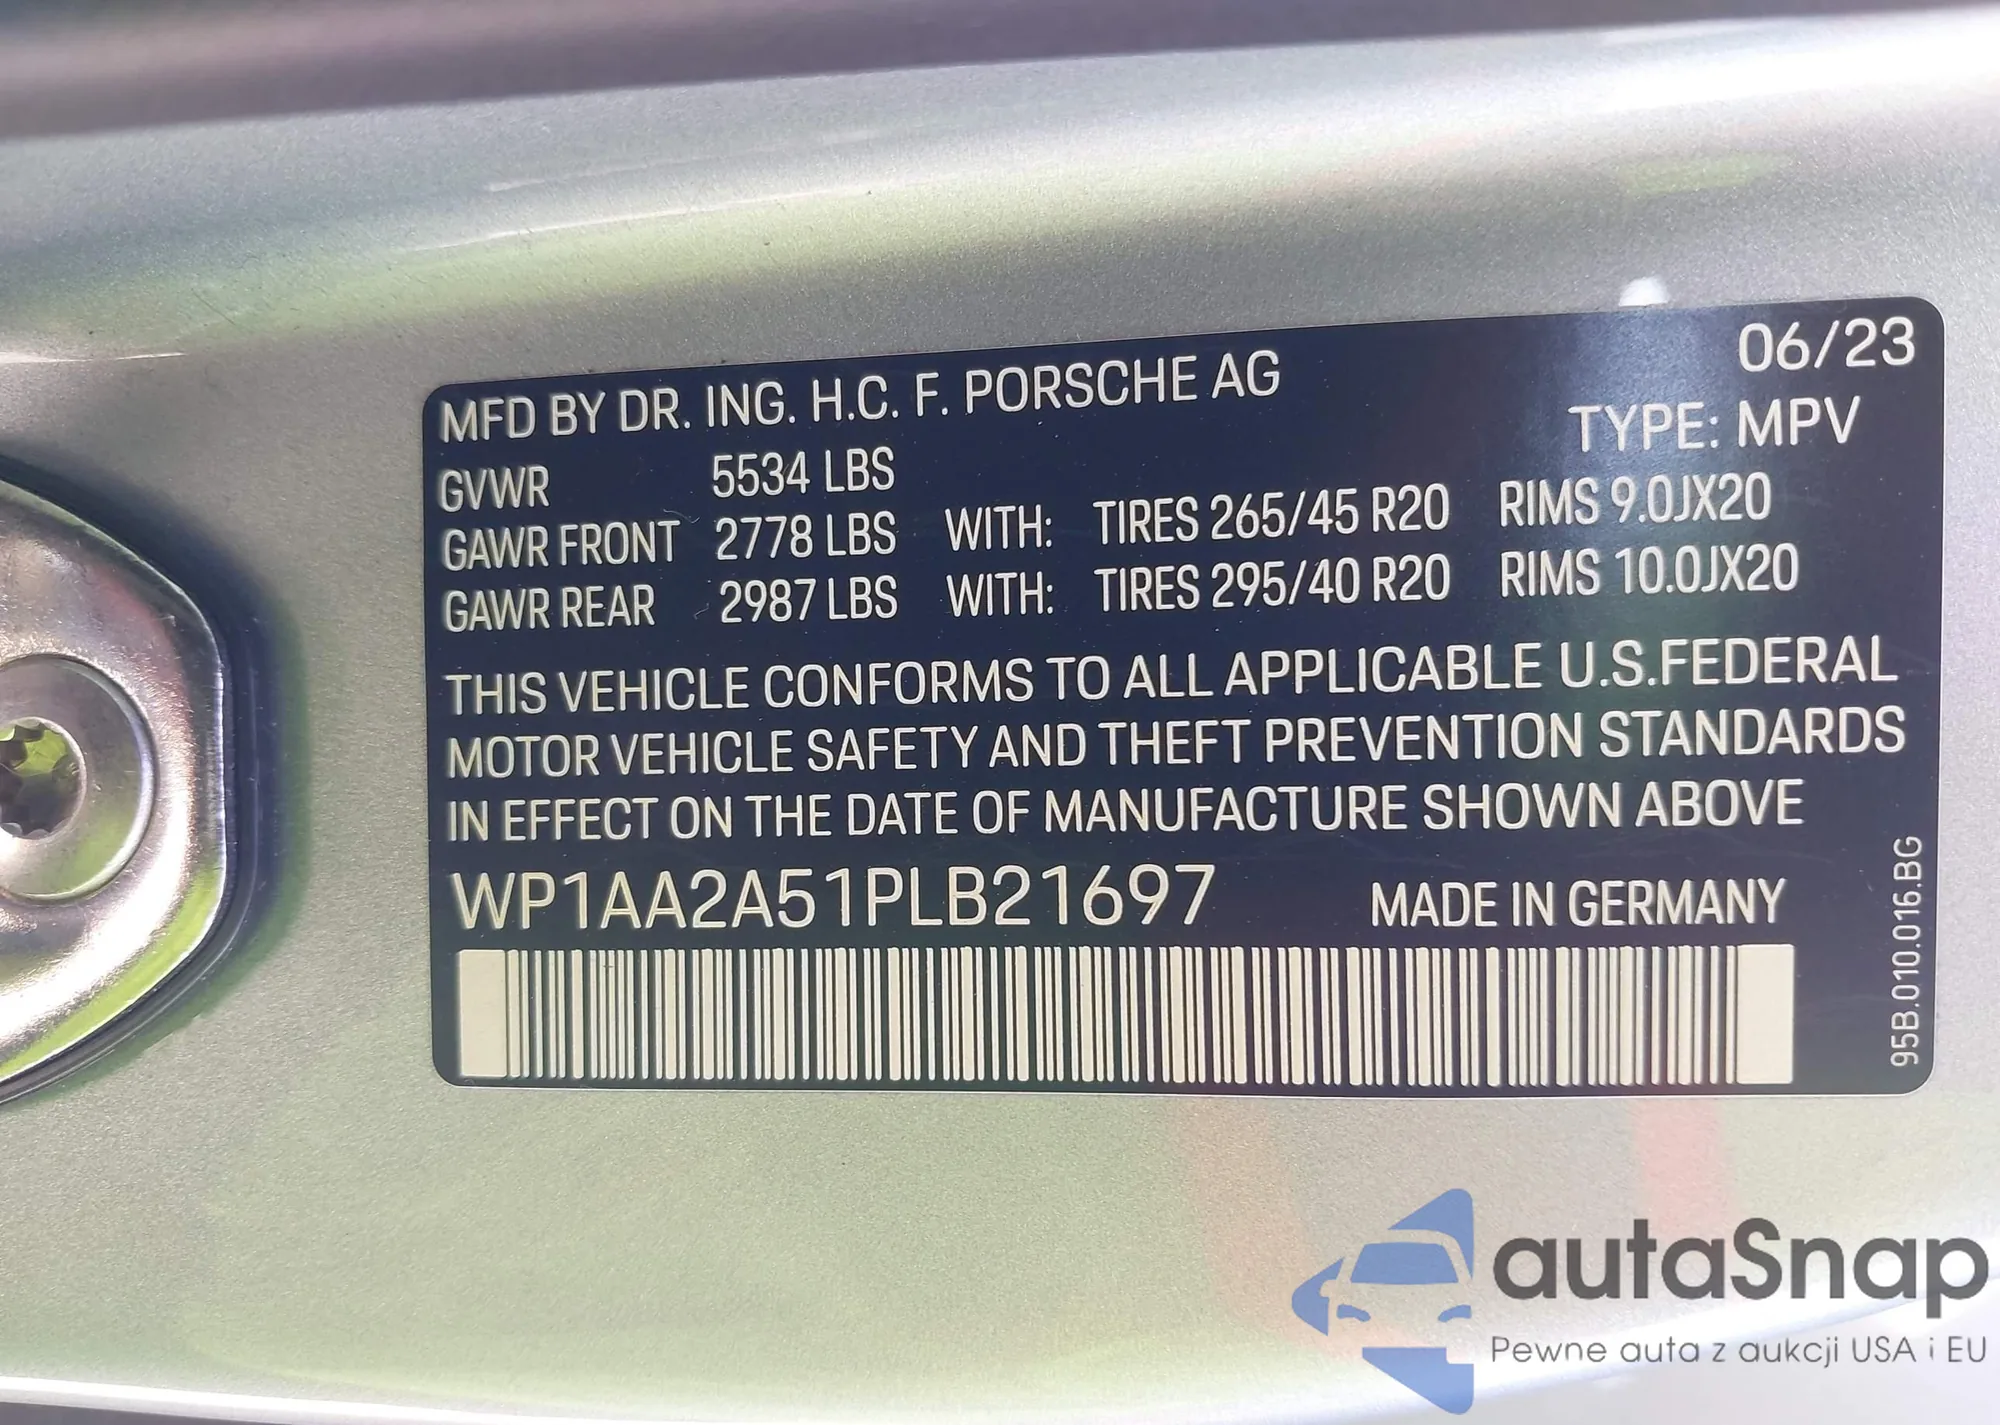 06/23
MFD BY DR. ING. H.C. F. PORSCHE AG
TYPE: MPV
GVWR 5534 LBS
GAWR FRONT 2778 LBS WITH: TIRES 265/45 R20 RIMS 9.0JX20
GAWR REAR 2987 LBS WITH: TIRES 295/40 R20 RIMS 10.0JX20
THIS VEHICLE CONFORMS TO ALL APPLICABLE U.S.FEDERAL
MOTOR VEHICLE SAFETY AND THEFT PREVENTION STANDARDS
IN EFFECT ON THE DATE OF MANUFACTURE SHOWN ABOVE
WP1AA2A51PLB21697 MADE IN GERMANY
95B.010.016.BG
autaSnap
Pewne auta z aukcji USA i EU